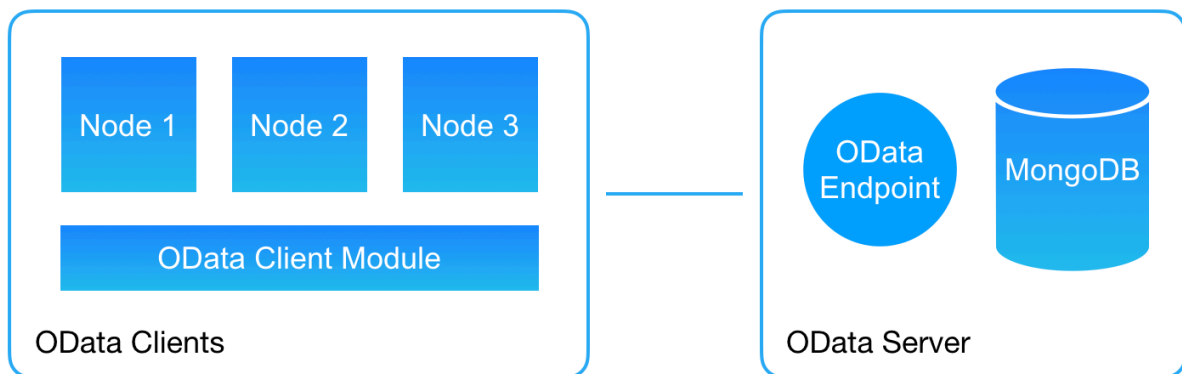 Node 1
Node 2
Node 3
OData Client Module
OData Clients
OData
Endpoint
MongoDB
OData Server